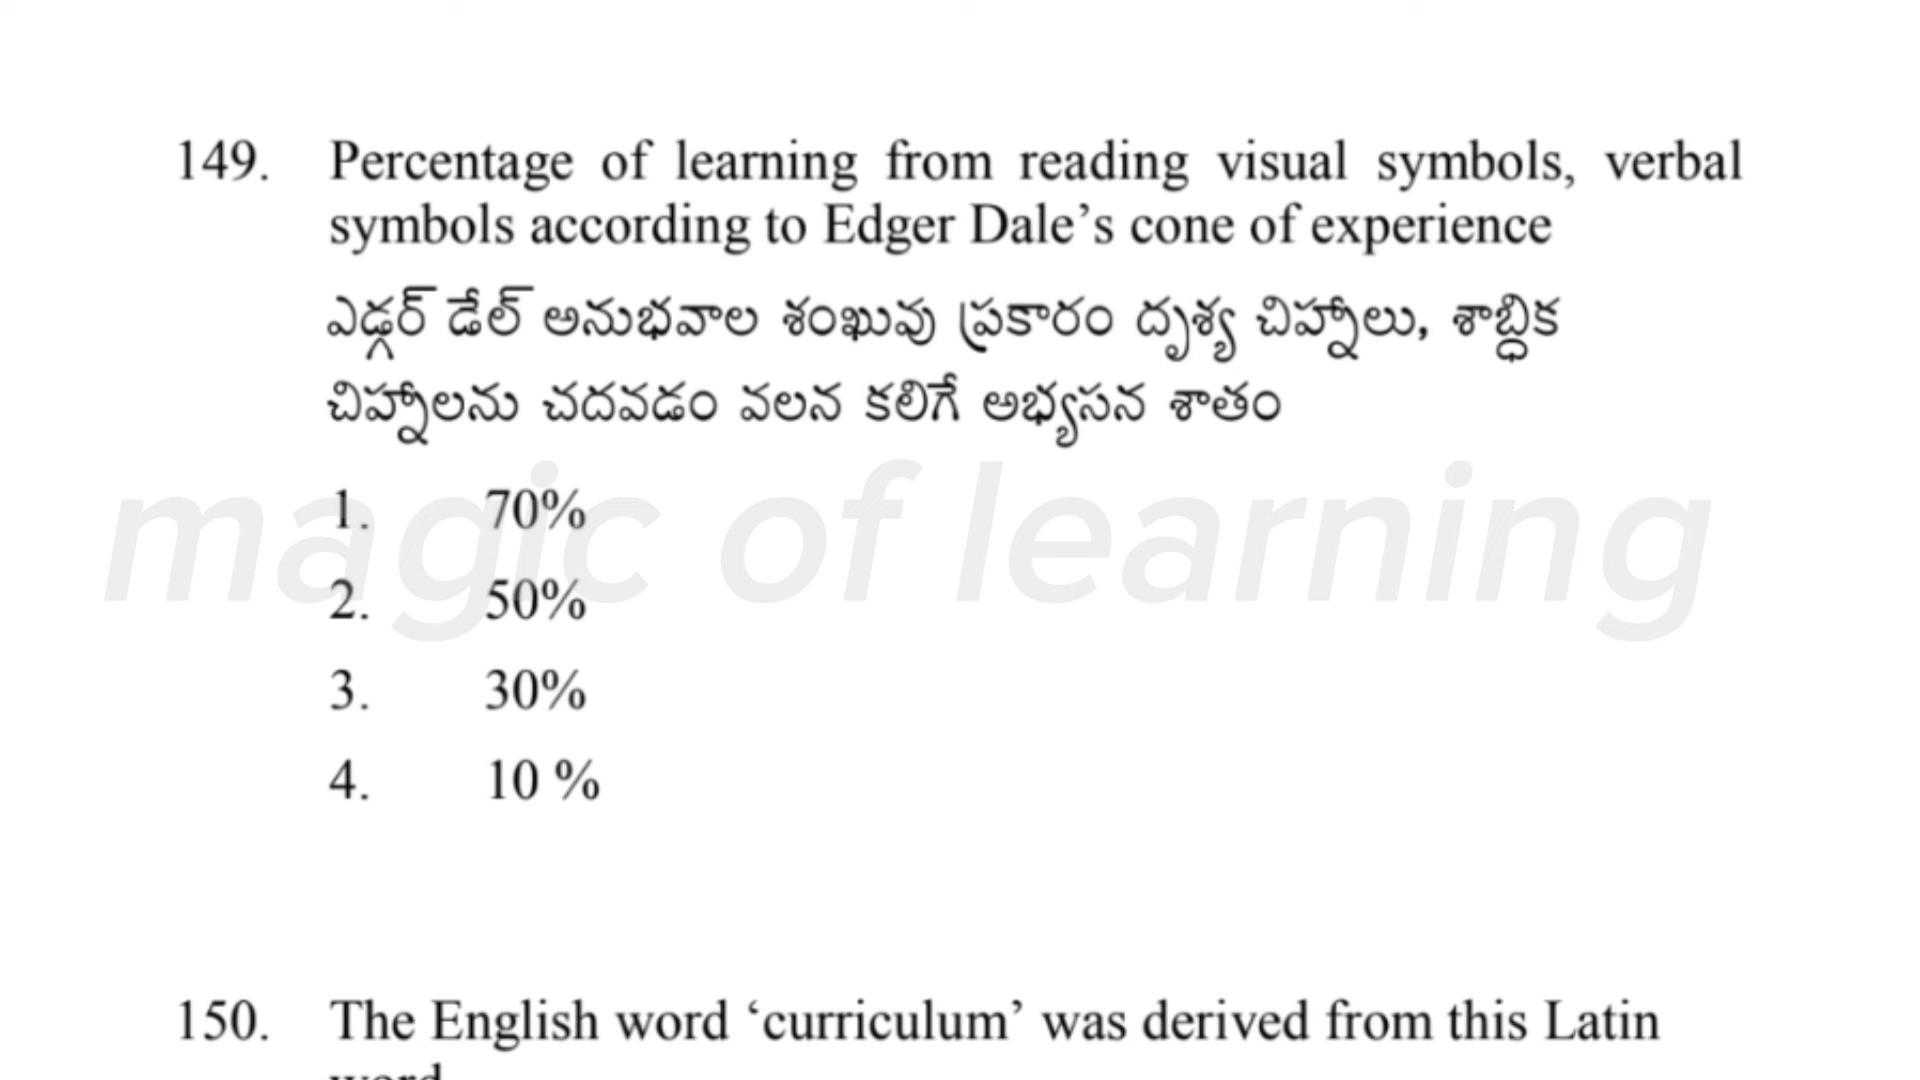 149. Percentage of learning from reading visual symbols, verbal
symbols according to Edger Dale’s cone of experience
ఎడ్గర్ డేల్ అనుభవాల శంఖువు ప్రకారం దృశ్య చిహ్నాలు, శాబ్ధిక
చిహ్నాలను చదవడం వలన కలిగే అభ్యసన శాతం
magic of learning
1. 70%
2. 50%
3. 30%
4. 10 %
150. The English word ‘curriculum’ was derived from this Latin
word